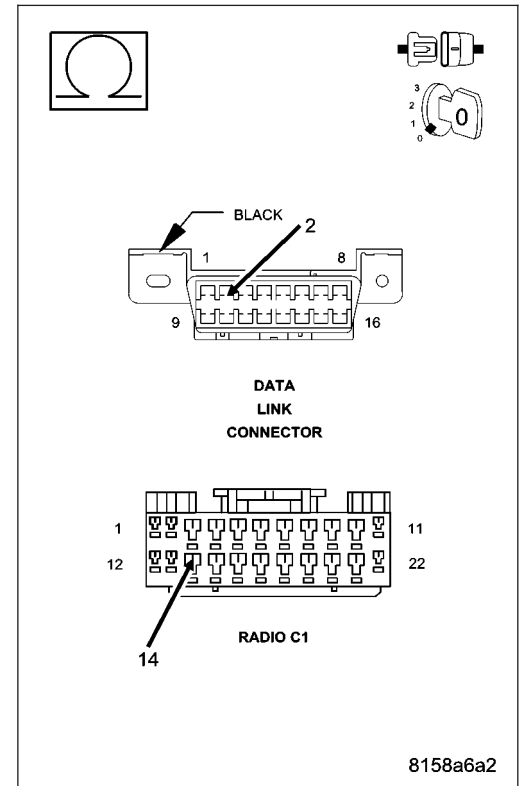 3
2
1
0
0
BLACK
2
1 8
9 16
DATA
LINK
CONNECTOR
1 11
12 22
RADIO C1
14
8158a6a2